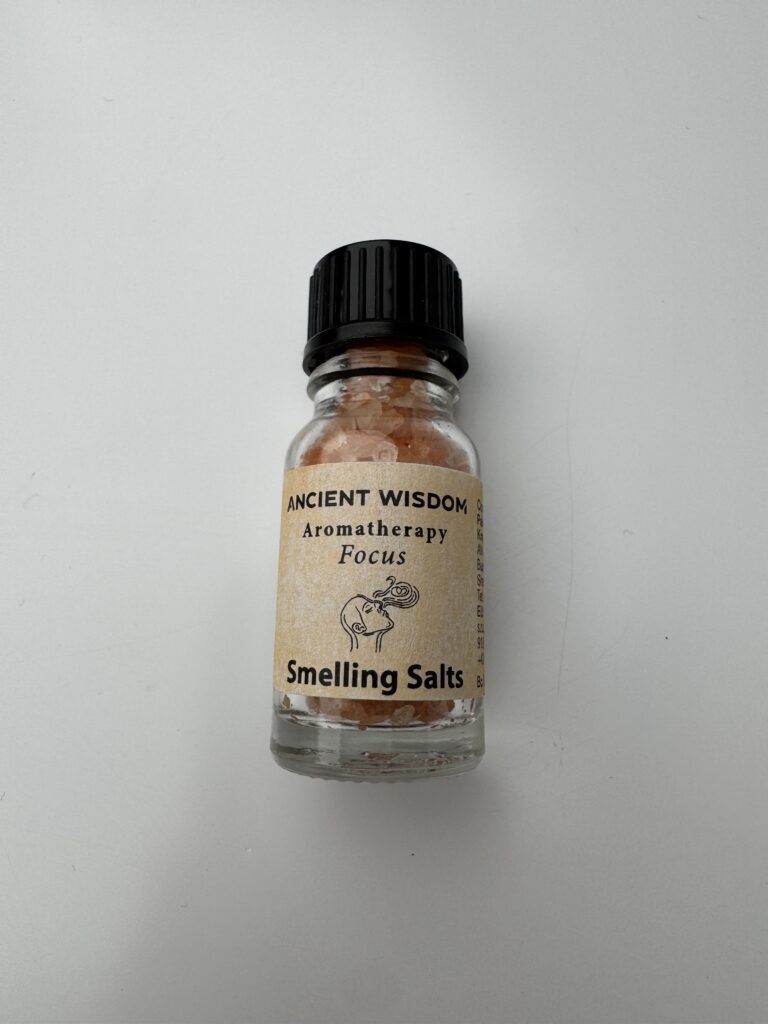 ANCIENT WISDOM
Aromatherapy
Focus
Smelling Salts